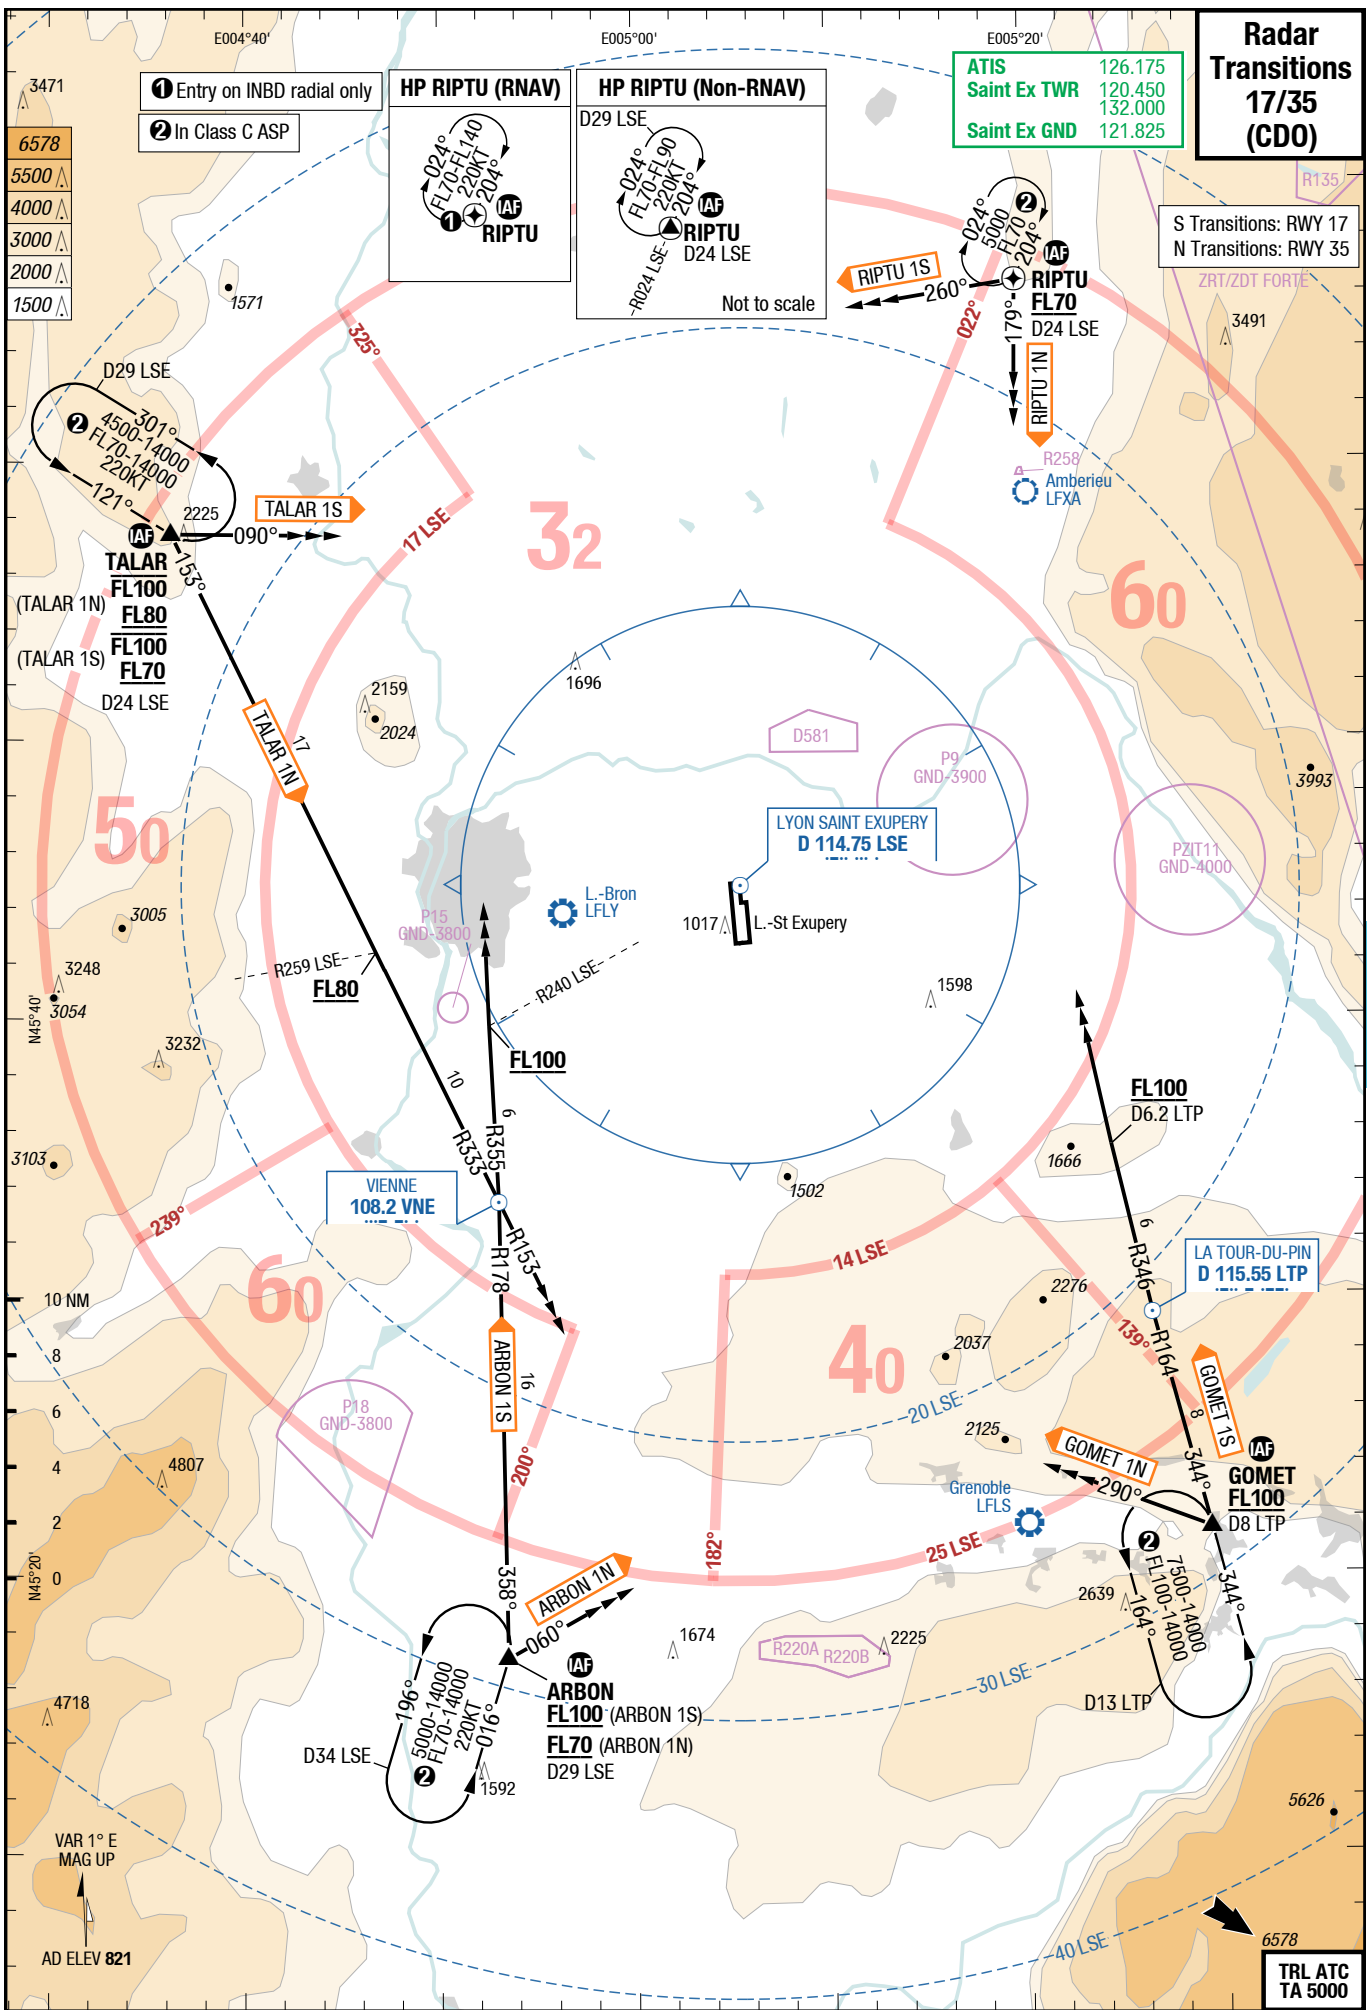 E004°40'
E005°00'
E005°20'
Radar
Transitions
17/35
(CDO)
ATIS 126.175
Saint Ex TWR 120.450
132.000
Saint Ex GND 121.825
3471
1 Entry on INBD radial only
2 In Class C ASP
6578
5500
4000
3000
2000
1500
HP RIPTU (RNAV)
024°
FL70-FL140
220KT
204°
1
IAF
RIPTU
HP RIPTU (Non-RNAV)
D29 LSE
024°
FL70-FL90
220KT
204°
IAF
RIPTU
D24 LSE
R024 LSE
Not to scale
R135
S Transitions: RWY 17
N Transitions: RWY 35
ZRT/ZDT FORTE
024°
5000
FL70
2
204°
IAF
RIPTU
FL70
D24 LSE
RIPTU 1S
260°
179°
RIPTU 1N
022°
3491
1571
325°
D29 LSE
301°
2
4500-14000
FL70-14000
220KT
121°
2225
TALAR 1S
090°
IAF
TALAR
FL100
(TALAR 1N)
FL80
FL100
(TALAR 1S)
FL70
D24 LSE
153°
17 LSE
32
R258
Amberieu
LFXA
60
1696
2159
2024
TALAR 1N
17
D581
P9
GND-3900
3993
50
LYON SAINT EXUPERY
D 114.75 LSE
PZIT11
GND-4000
3005
P15
GND-3800
L.-Bron
LFLY
1017
L.-St Exupery
R259 LSE
FL80
R240 LSE
3248
3054
N45°40'
1598
3232
FL100
10
6
R333
R355
FL100
D6.2 LTP
1666
3103
1502
VIENNE
108.2 VNE
239°
R153
R178
14 LSE
6
R346
LA TOUR-DU-PIN
D 115.55 LTP
60
10 NM
8
6
4
2
0
2276
139°
R164
2037
40
ARBON 1S
16
20 LSE
P18
GND-3800
GOMET 1S
8
2125
GOMET 1N
344°
IAF
GOMET
FL100
D8 LTP
290°
4807
200°
Grenoble
LFLS
182°
25 LSE
N45°20'
358°
ARBON 1N
060°
2
7500-14000
FL100-14000
164°
344°
2639
1674
R220A
R220B
2225
30 LSE
D13 LTP
IAF
ARBON
FL100 (ARBON 1S)
FL70 (ARBON 1N)
D29 LSE
196°
5000-14000
FL70-14000
220KT
016°
2
D34 LSE
1592
4718
5626
VAR 1° E
MAG UP
AD ELEV 821
40 LSE
6578
TRL ATC
TA 5000